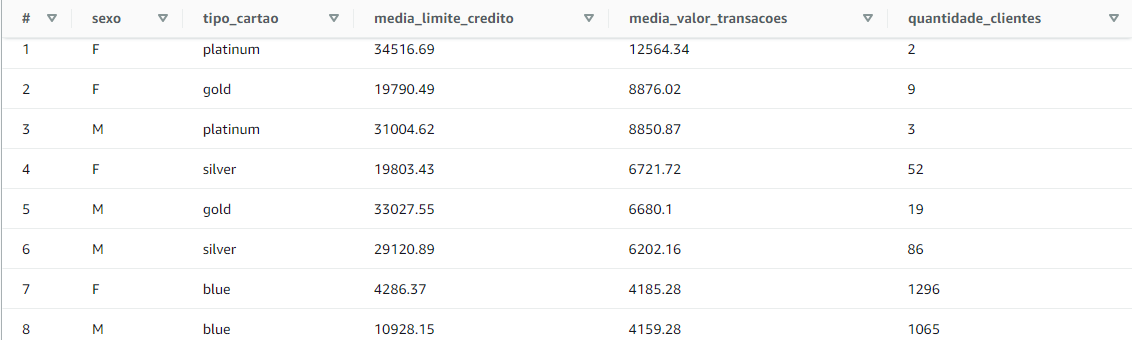 # sexo tipo_cartao media_limite_credito media_valor_transacoes quantidade_clientes
1 F platinum 34516.69 12564.34 2
2 F gold 19790.49 8876.02 9
3 M platinum 31004.62 8850.87 3
4 F silver 19803.43 6721.72 52
5 M gold 33027.55 6680.1 19
6 M silver 29120.89 6202.16 86
7 F blue 4286.37 4185.28 1296
8 M blue 10928.15 4159.28 1065